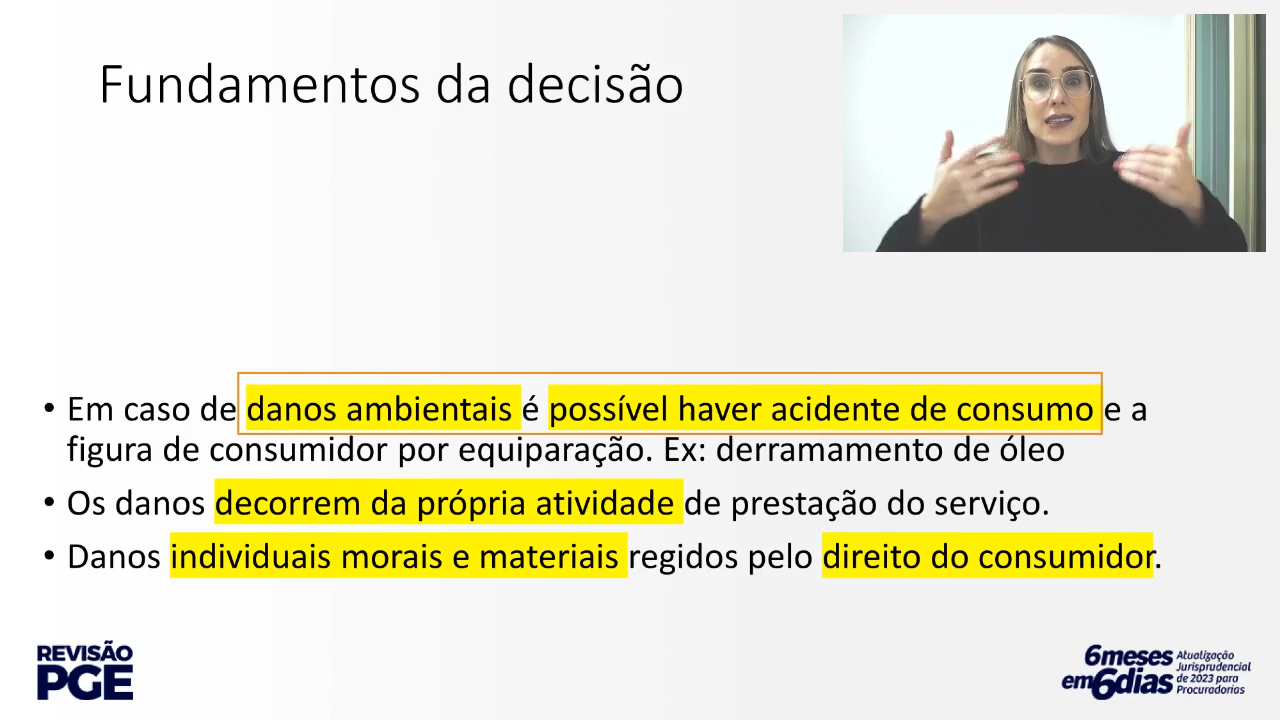 Fundamentos da decisão
• Em caso de danos ambientais é possível haver acidente de consumo e a
figura de consumidor por equiparação. Ex: derramamento de óleo
• Os danos decorrem da própria atividade de prestação do serviço.
• Danos individuais morais e materiais regidos pelo direito do consumidor.
REVISÃO
PGE
6meses
em6dias
Atualização
Jurisprudencial
de 2023 para
Procuradorias